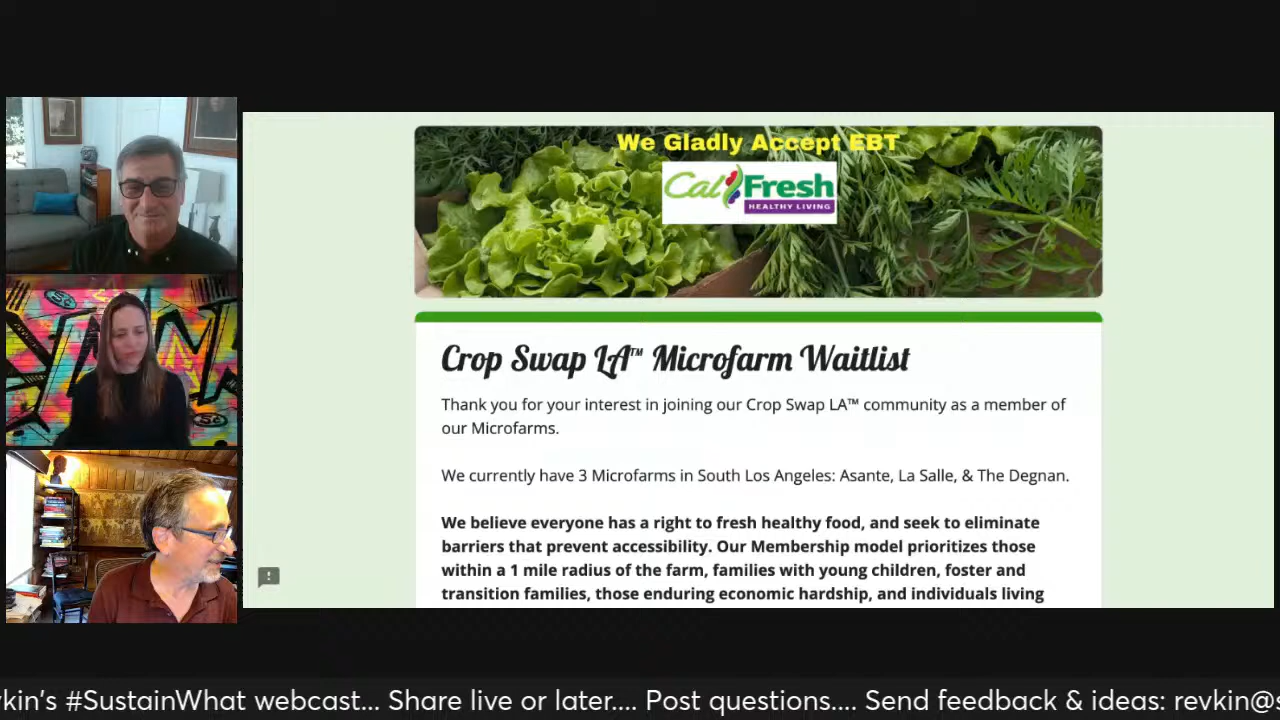 We Gladly Accept EBT
CalFresh
HEALTHY LIVING
Crop Swap LA™ Microfarm Waitlist
Thank you for your interest in joining our Crop Swap LA™ community as a member of
our Microfarms.
We currently have 3 Microfarms in South Los Angeles: Asante, La Salle, & The Degnan.
We believe everyone has a right to fresh healthy food, and seek to eliminate
barriers that prevent accessibility. Our Membership model prioritizes those
within a 1 mile radius of the farm, families with young children, foster and
transition families, those enduring economic hardship, and individuals living
vkin's #SustainWhat webcast... Share live or later.... Post questions.... Send feedback & ideas: revkin@s